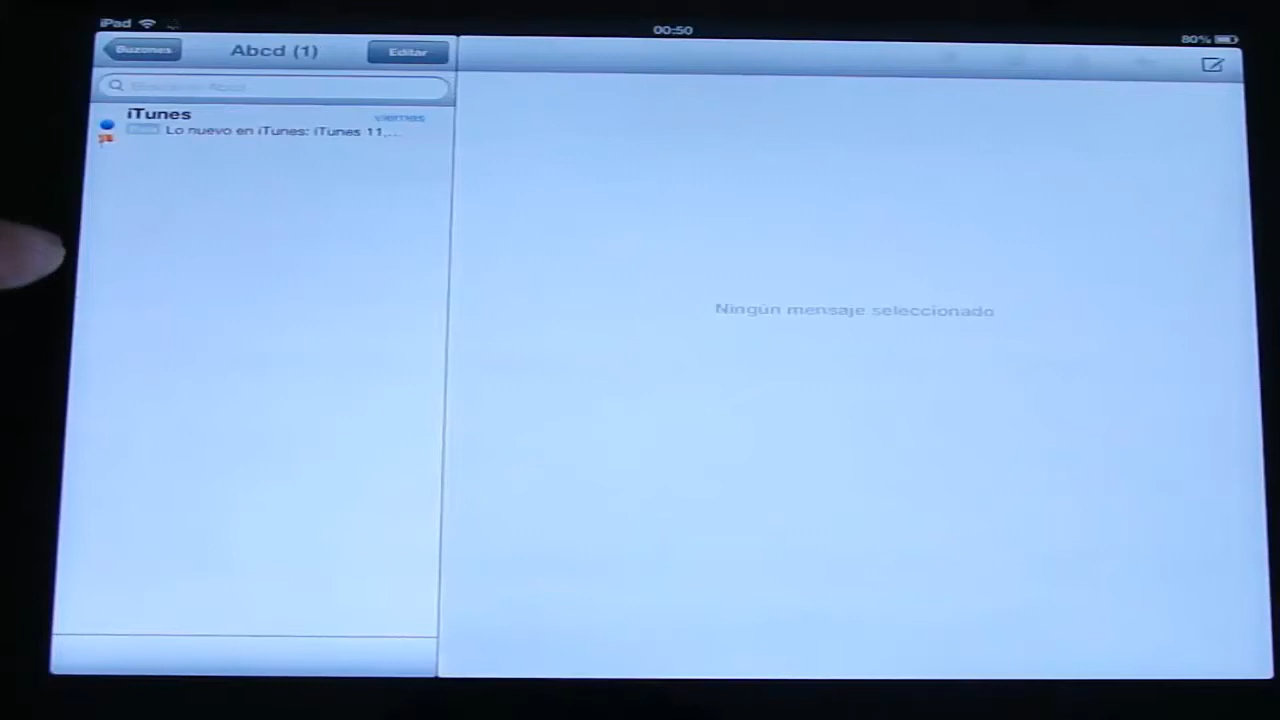 iPad
00:50
80%
Buzones
Abcd (1)
Editar
iTunes
viernes
Lo nuevo en iTunes: iTunes 11,...
Ningún mensaje seleccionado